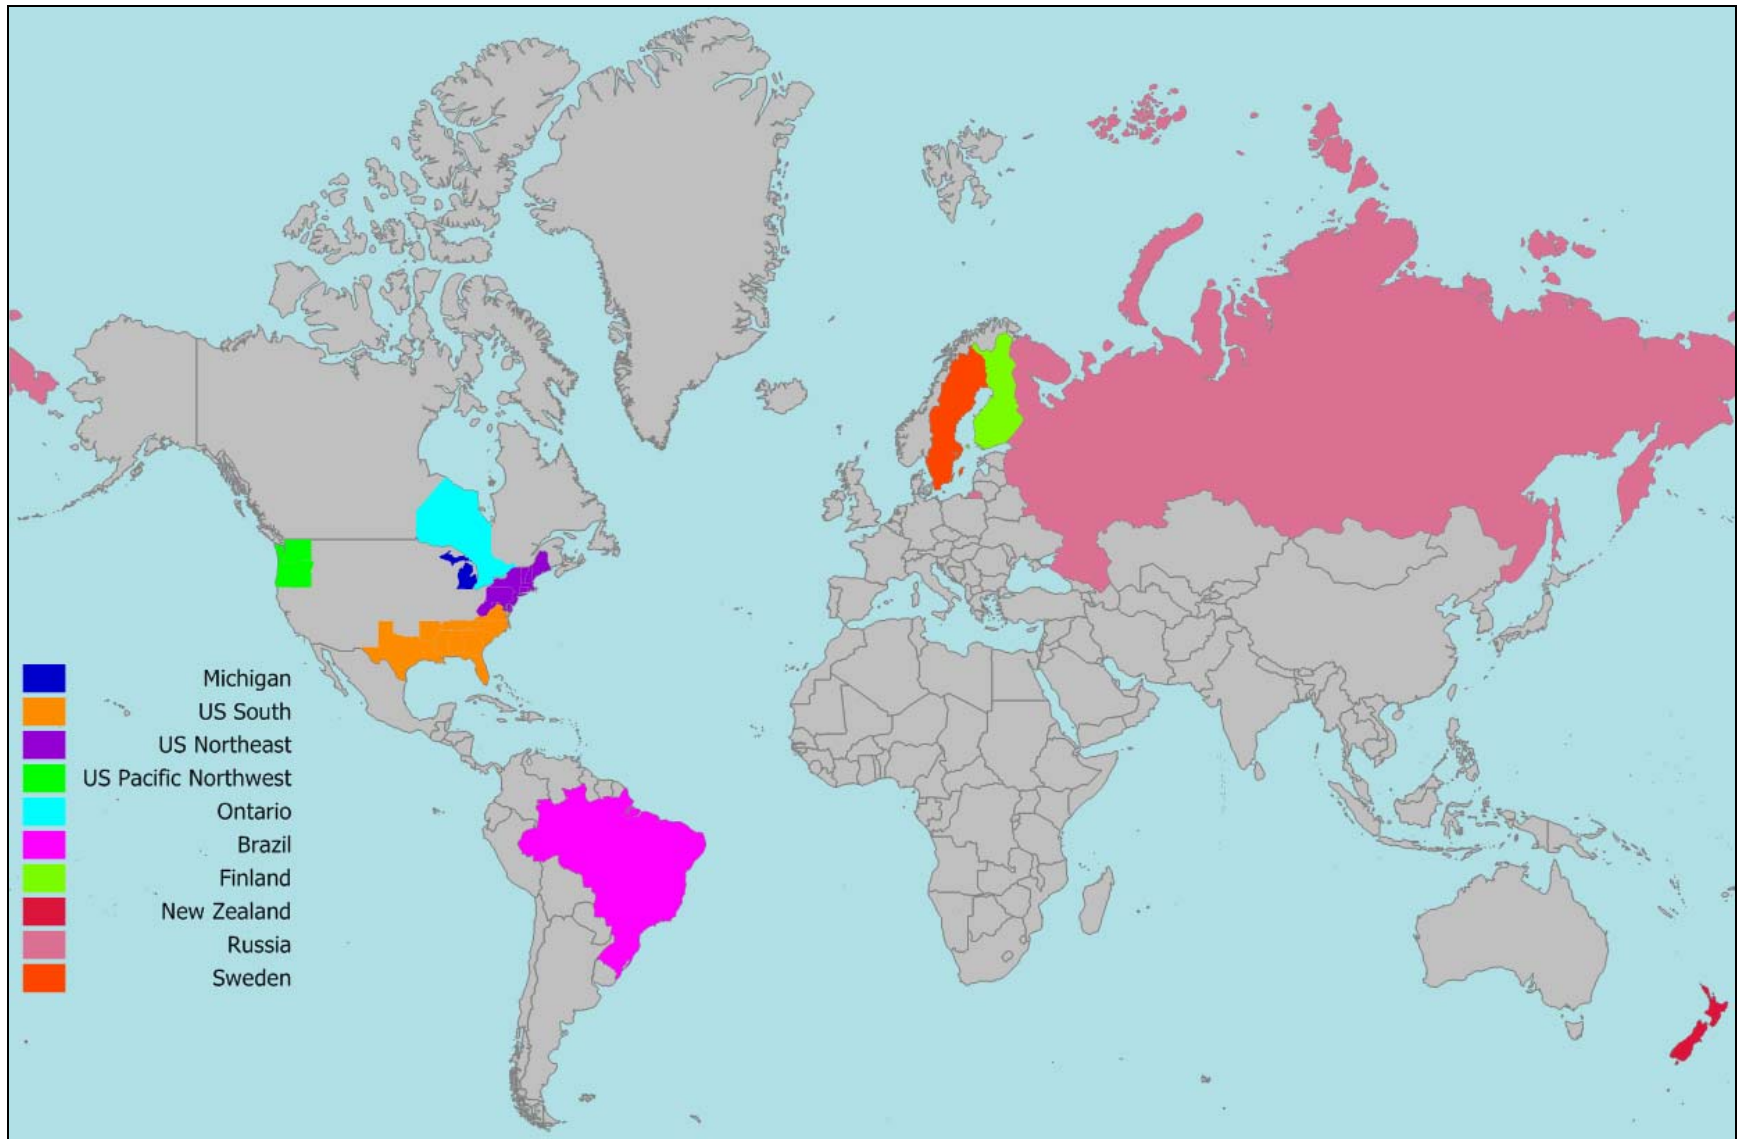 Michigan
US South
US Northeast
US Pacific Northwest
Ontario
Brazil
Finland
New Zealand
Russia
Sweden